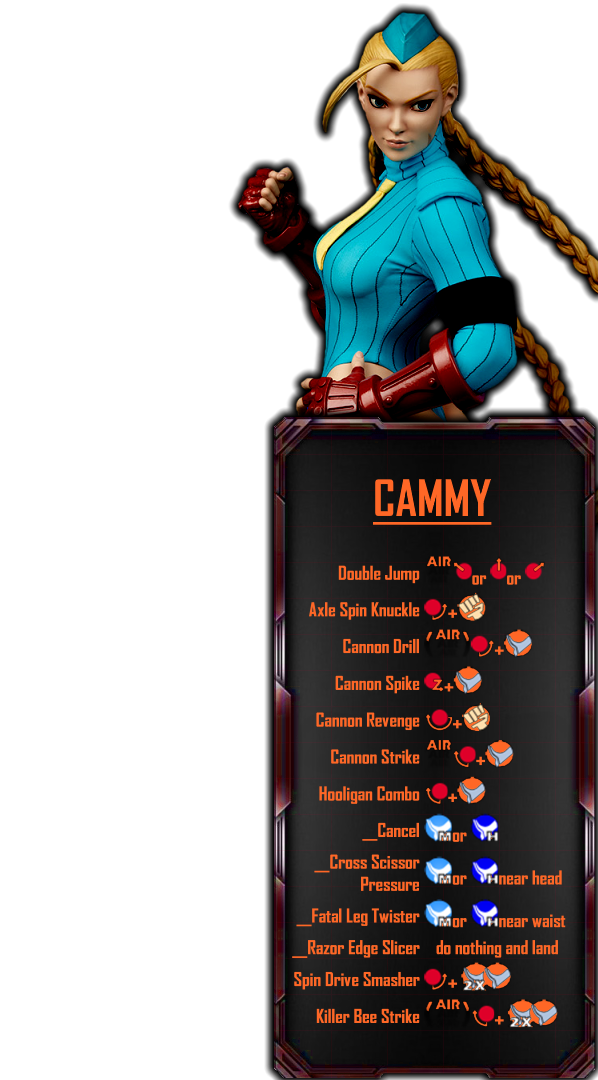 CAMMY
Double Jump AIR or or
Axle Spin Knuckle +
Cannon Drill (AIR) +
Cannon Spike Z +
Cannon Revenge +
Cannon Strike AIR +
Hooligan Combo +
__Cancel M or H
__Cross Scissor
Pressure M or H near head
__Fatal Leg Twister M or H near waist
__Razor Edge Slicer do nothing and land
Spin Drive Smasher + 2X
Killer Bee Strike (AIR) + 2X